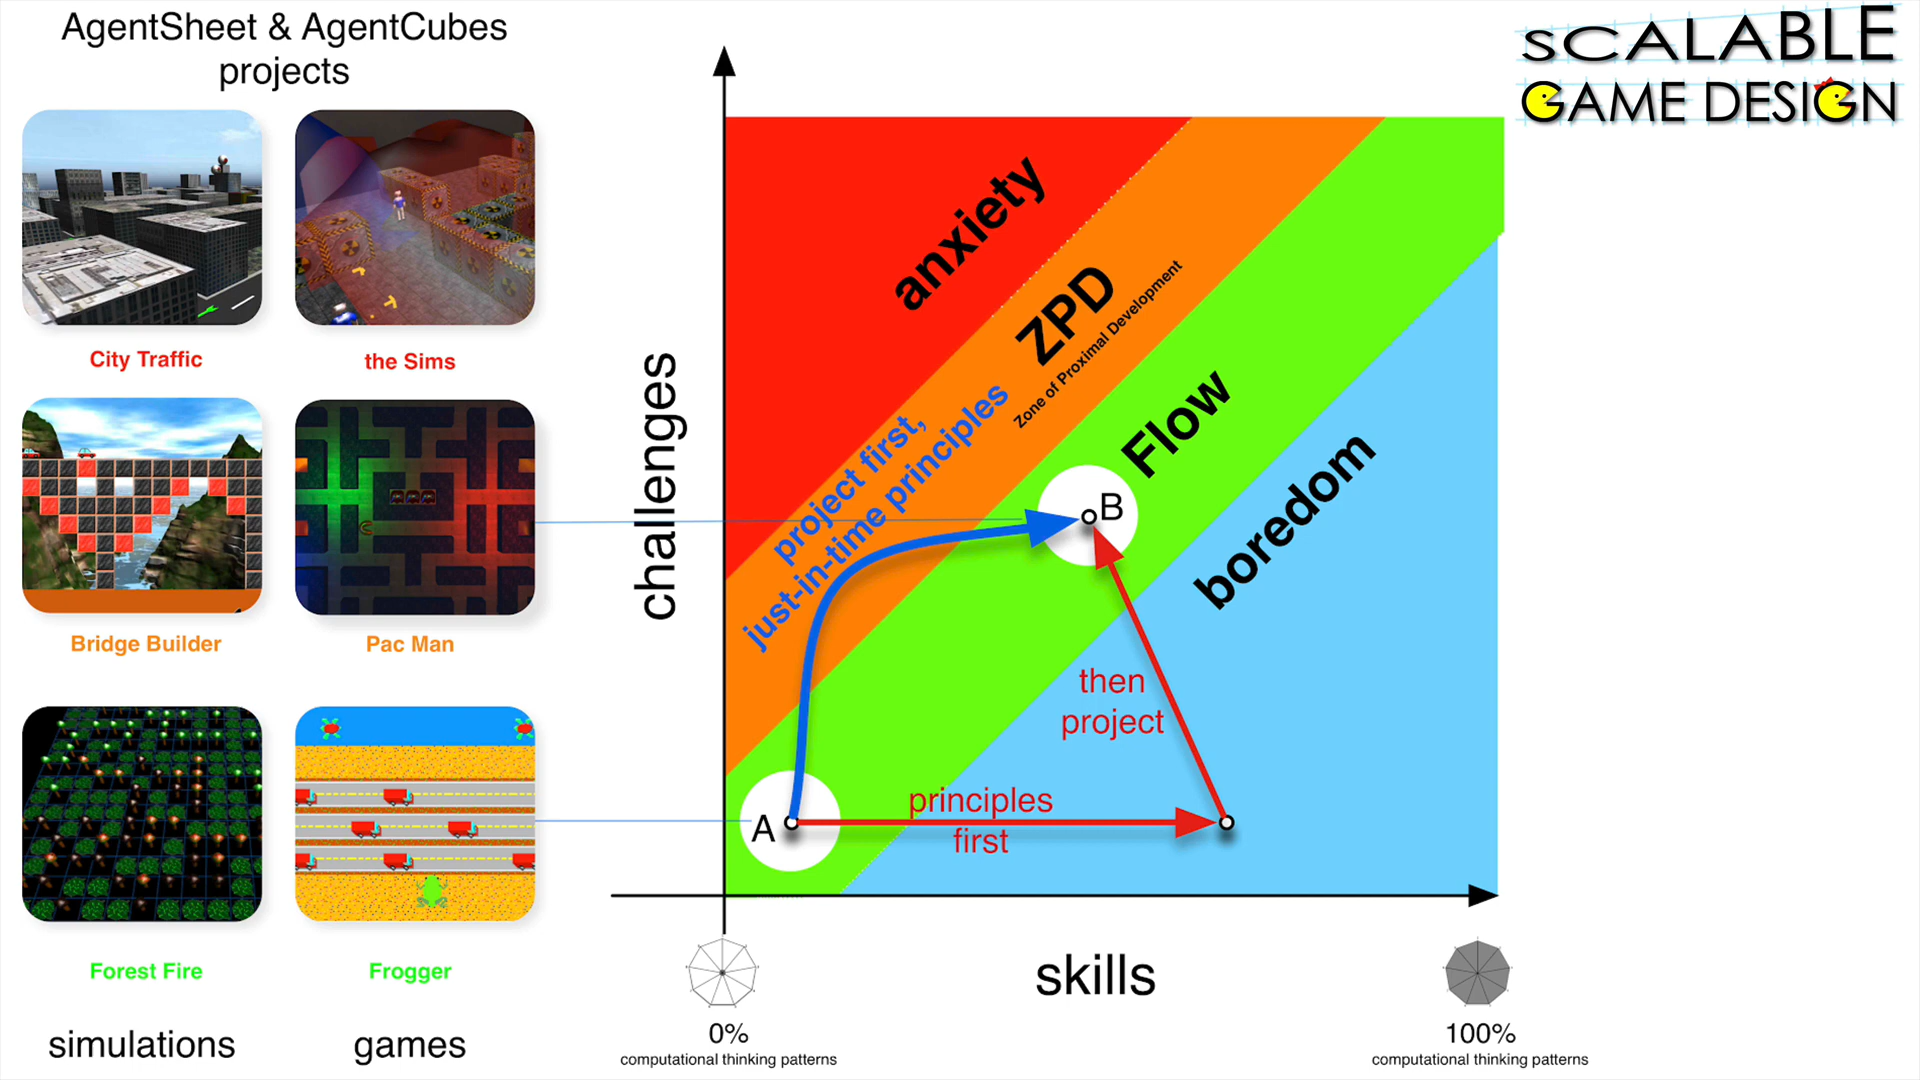 AgentSheet & AgentCubes
projects
SCALABLE
GAME DESIGN
City Traffic
the Sims
Bridge Builder
Pac Man
Forest Fire
Frogger
simulations
games
challenges
anxiety
ZPD
Zone of Proximal Development
project first,
just-in-time principles
Flow
boredom
B
then
project
A
principles
first
skills
0%
computational thinking patterns
100%
computational thinking patterns